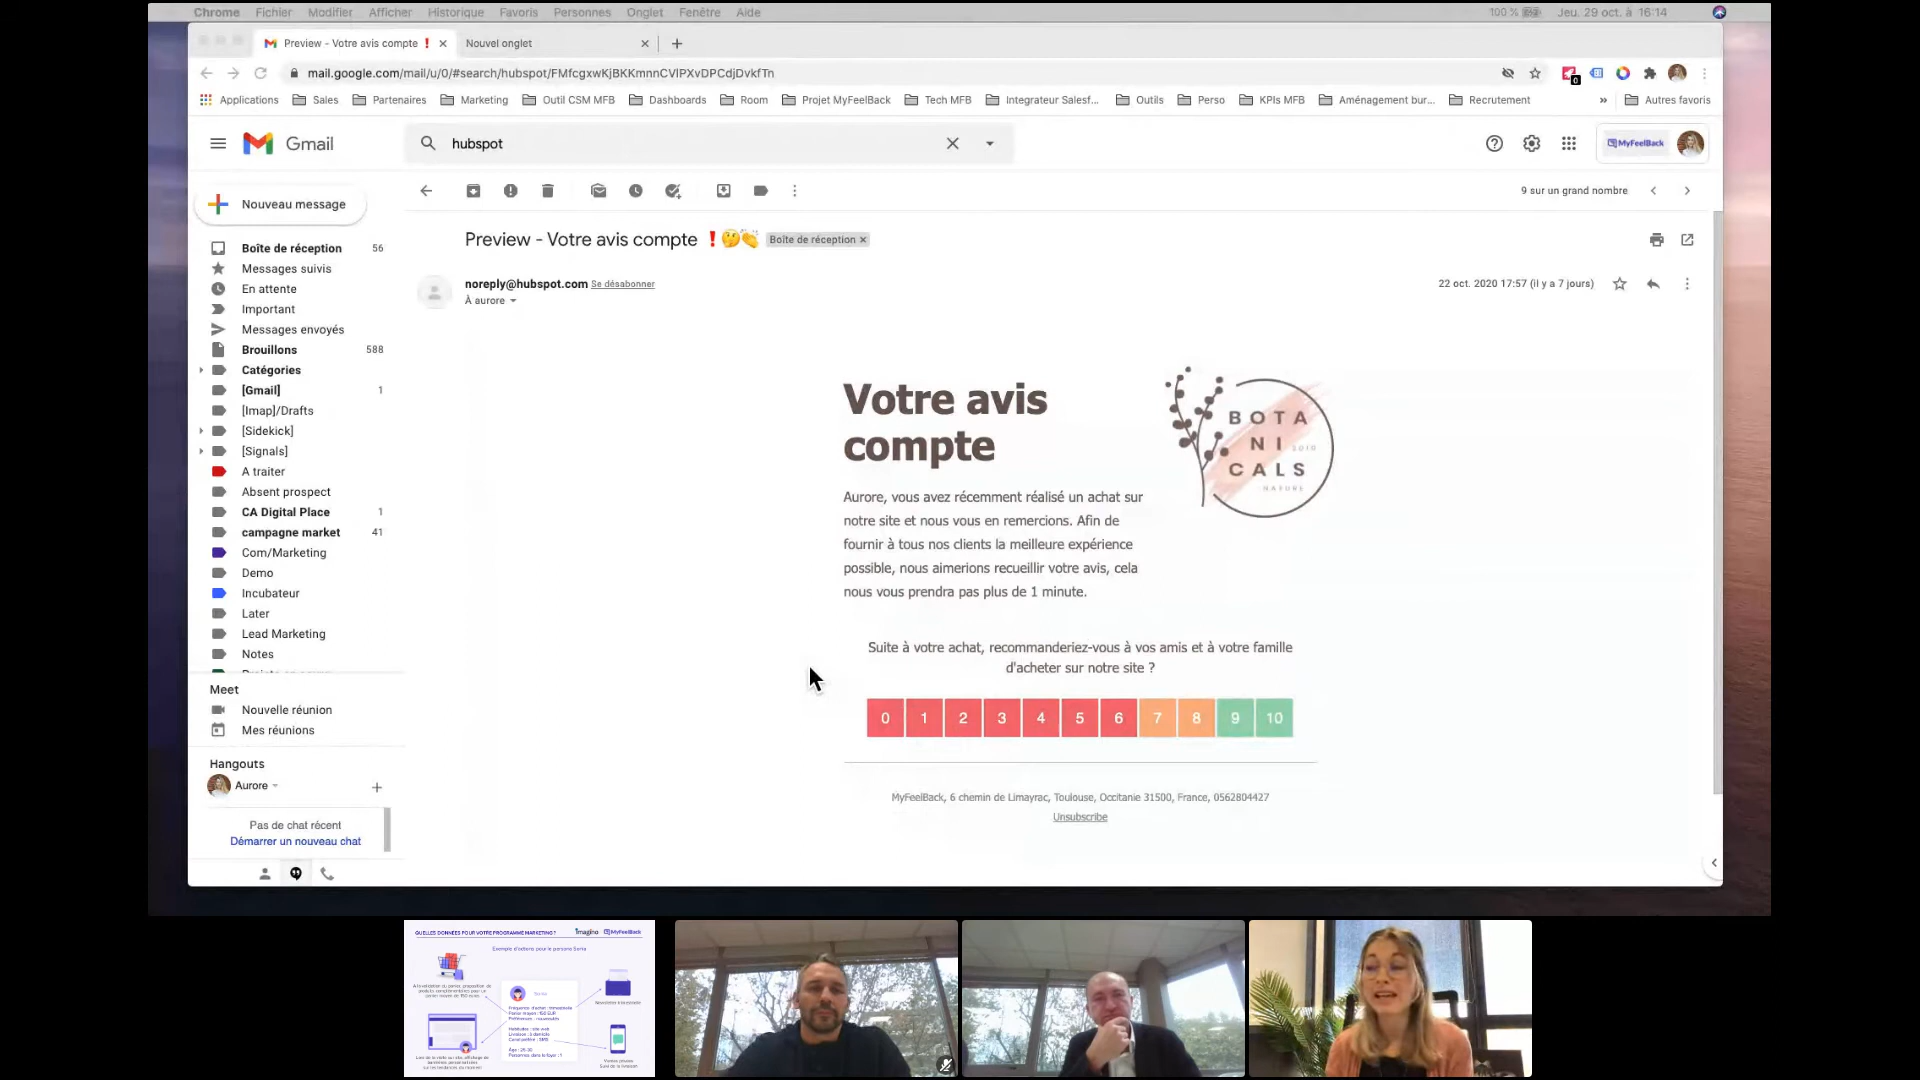 Chrome Fichier Modifier Afficher Historique Favoris Personnes Onglet Fenêtre Aide 100 % Jeu. 29 oct. à 16:14
Preview - Votre avis compte ❗ Nouvel onglet
mail.google.com/mail/u/0/#search/hubspot/FMfcgxwKjBKKmnnCVlPXvDPCdjDvkfTn
Applications Sales Partenaires Marketing Outil CSM MFB Dashboards Room Projet MyFeelBack Tech MFB Integrateur Salesf... Outils Perso KPIs MFB Aménagement bur... Recrutement » Autres favoris
Gmail hubspot MyFeelBack
9 sur un grand nombre
Nouveau message
Preview - Votre avis compte ❗🤔👏 Boîte de réception
Boîte de réception 56
Messages suivis
En attente
Important
Messages envoyés
Brouillons 588
Catégories
[Gmail] 1
[Imap]/Drafts
[Sidekick]
[Signals]
A traiter
Absent prospect
CA Digital Place 1
campagne market 41
Com/Marketing
Demo
Incubateur
Later
Lead Marketing
Notes
Meet
Nouvelle réunion
Mes réunions
Hangouts
Aurore
Pas de chat récent
Démarrer un nouveau chat
noreply@hubspot.com Se désabonner 22 oct. 2020 17:57 (il y a 7 jours)
À aurore
Votre avis
compte
BOTA
NI
CALS
NATURE
Aurore, vous avez récemment réalisé un achat sur
notre site et nous vous en remercions. Afin de
fournir à tous nos clients la meilleure expérience
possible, nous aimerions recueillir votre avis, cela
nous vous prendra pas plus de 1 minute.
Suite à votre achat, recommanderiez-vous à vos amis et à votre famille
d'acheter sur notre site ?
0 1 2 3 4 5 6 7 8 9 10
MyFeelBack, 6 chemin de Limayrac, Toulouse, Occitanie 31500, France, 0562804427
Unsubscribe
QUELLES DONNÉES POUR VOTRE PROGRAMME MARKETING ? imagino MyFeelBack